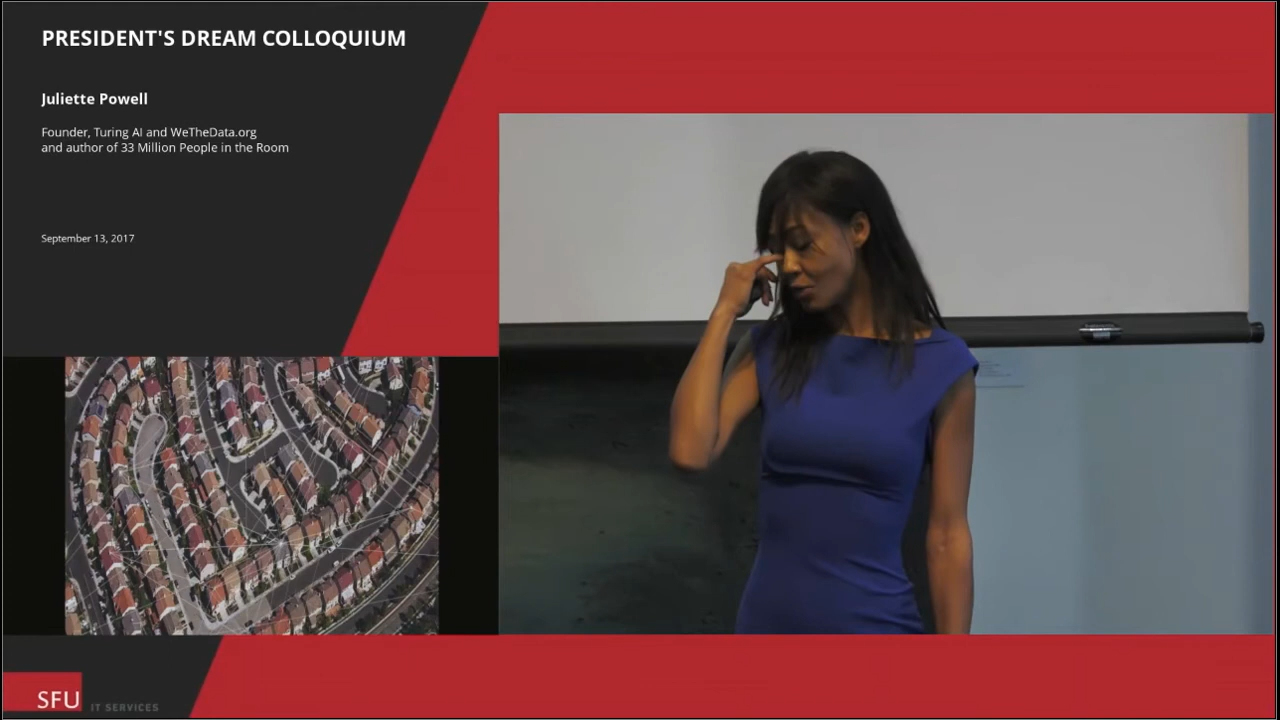 PRESIDENT'S DREAM COLLOQUIUM
Juliette Powell
Founder, Turing AI and WeTheData.org
and author of 33 Million People in the Room
September 13, 2017
SFU
IT SERVICES